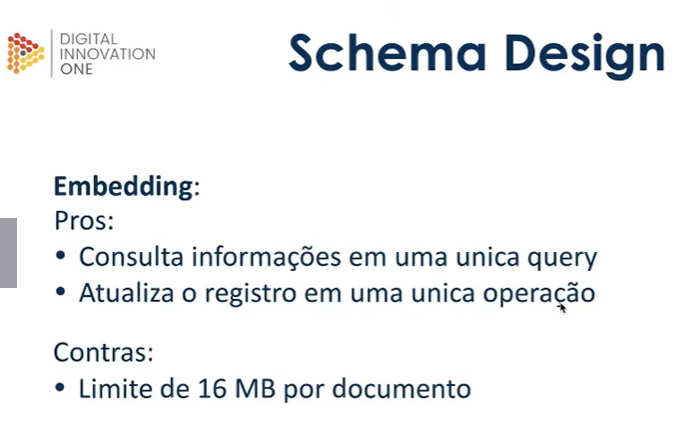 DIGITAL
INNOVATION
ONE
Schema Design
Embedding:
Pros:
• Consulta informações em uma unica query
• Atualiza o registro em uma unica operação
Contras:
• Limite de 16 MB por documento